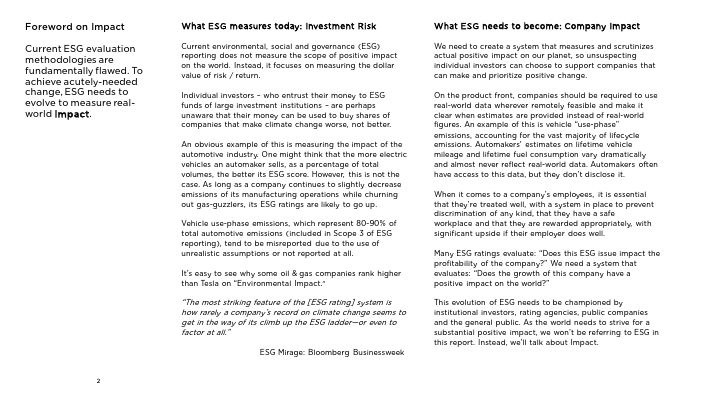 Foreword on Impact
Current ESG evaluation
methodologies are
fundamentally flawed. To
achieve acutely-needed
change, ESG needs to
evolve to measure real-
world Impact.
What ESG measures today: Investment Risk
Current environmental, social and governance (ESG)
reporting does not measure the scope of positive impact
on the world. Instead, it focuses on measuring the dollar
value of risk / return.
Individual investors – who entrust their money to ESG
funds of large investment institutions – are perhaps
unaware that their money can be used to buy shares of
companies that make climate change worse, not better.
An obvious example of this is measuring the impact of the
automotive industry. One might think that the more electric
vehicles an automaker sells, as a percentage of total
volumes, the better its ESG score. However, this is not the
case. As long as a company continues to slightly decrease
emissions of its manufacturing operations while churning
out gas-guzzlers, its ESG ratings are likely to go up.
Vehicle use-phase emissions, which represent 80-90% of
total automotive emissions (included in Scope 3 of ESG
reporting), tend to be misreported due to the use of
unrealistic assumptions or not reported at all.
It's easy to see why some oil & gas companies rank higher
than Tesla on "Environmental Impact."
"The most striking feature of the [ESG rating] system is
how rarely a company's record on climate change seems to
get in the way of its climb up the ESG ladder—or even to
factor at all."
ESG Mirage: Bloomberg Businessweek
What ESG needs to become: Company Impact
We need to create a system that measures and scrutinizes
actual positive impact on our planet, so unsuspecting
individual investors can choose to support companies that
can make and prioritize positive change.
On the product front, companies should be required to use
real-world data wherever remotely feasible and make it
clear when estimates are provided instead of real-world
figures. An example of this is vehicle "use-phase"
emissions, accounting for the vast majority of lifecycle
emissions. Automakers' estimates on lifetime vehicle
mileage and lifetime fuel consumption vary dramatically
and almost never reflect real-world data. Automakers often
have access to this data, but they don't disclose it.
When it comes to a company's employees, it is essential
that they're treated well, with a system in place to prevent
discrimination of any kind, that they have a safe
workplace and that they are rewarded appropriately, with
significant upside if their employer does well.
Many ESG ratings evaluate: "Does this ESG issue impact the
profitability of the company?" We need a system that
evaluates: "Does the growth of this company have a
positive impact on the world?"
This evolution of ESG needs to be championed by
institutional investors, rating agencies, public companies
and the general public. As the world needs to strive for a
substantial positive impact, we won't be referring to ESG in
this report. Instead, we'll talk about Impact.
2